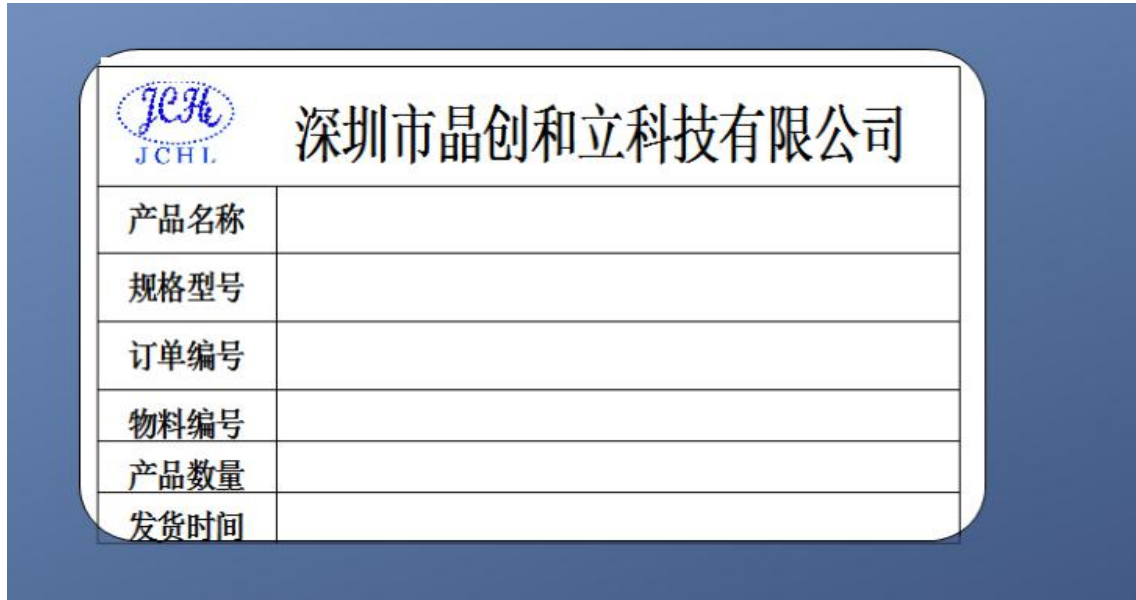 JCHL
JCHL
深圳市晶创和立科技有限公司
产品名称
规格型号
订单编号
物料编号
产品数量
发货时间